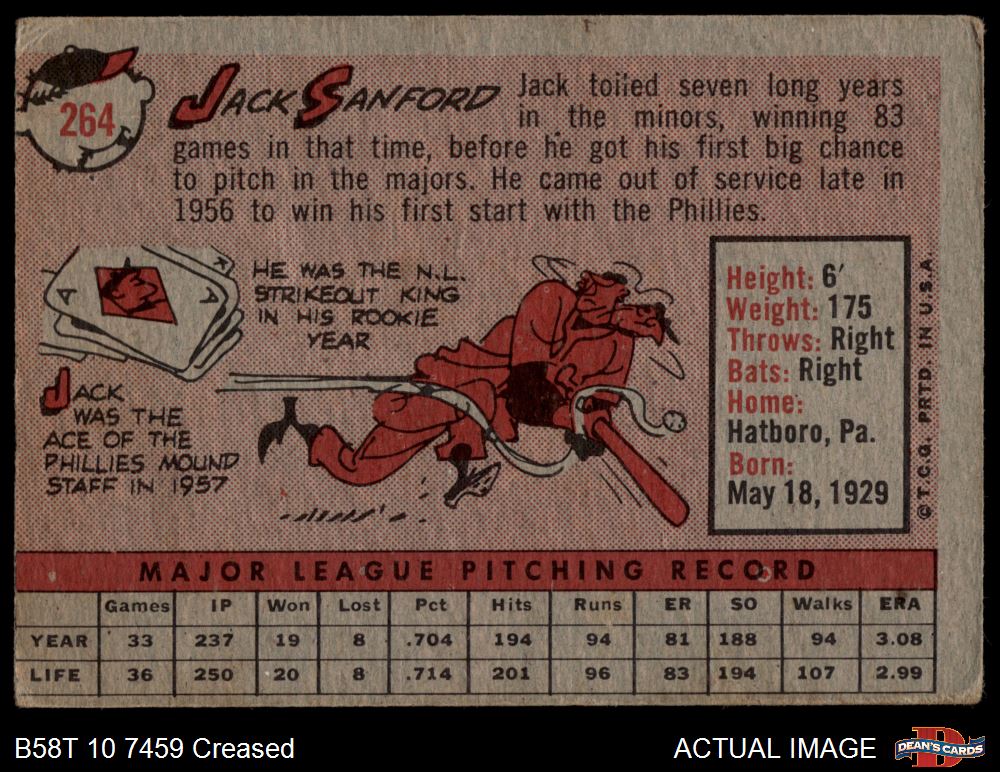 264
JACK SANFORD
Jack toiled seven long years
in the minors, winning 83
games in that time, before he got his first big chance
to pitch in the majors. He came out of service late in
1956 to win his first start with the Phillies.
A
K
A
HE WAS THE N.L.
STRIKEOUT KING
IN HIS ROOKIE
YEAR
JACK
WAS THE
ACE OF THE
PHILLIES MOUND
STAFF IN 1957
Height: 6'
Weight: 175
Throws: Right
Bats: Right
Home:
Hatboro, Pa.
Born:
May 18, 1929
© T.C.G. PRTD. IN U.S.A.
MAJOR LEAGUE PITCHING RECORD
Games IP Won Lost Pct Hits Runs ER SO Walks ERA
YEAR 33 237 19 8 .704 194 94 81 188 94 3.08
LIFE 36 250 20 8 .714 201 96 83 194 107 2.99
B58T 10 7459 Creased
ACTUAL IMAGE
DEAN'S CARDS